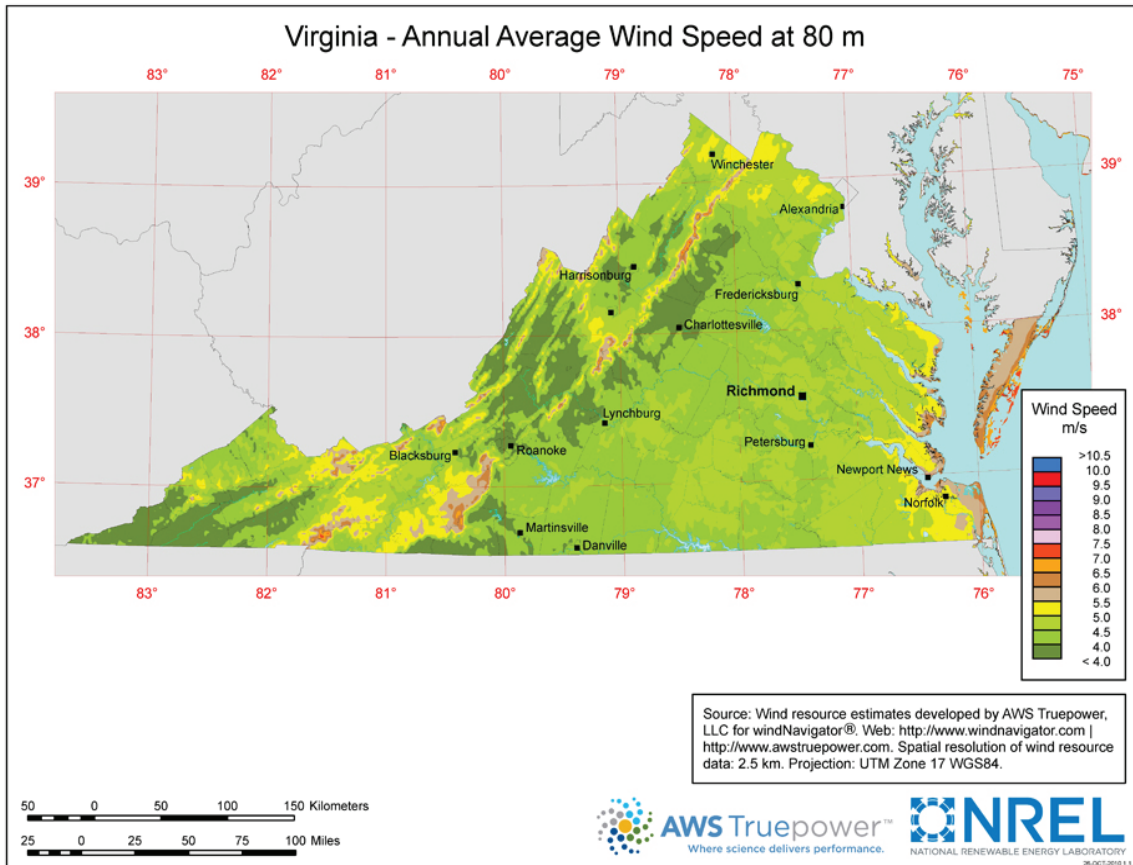 Virginia - Annual Average Wind Speed at 80 m
83° 82° 81° 80° 79° 78° 77° 76° 75°
39° 39°
38° 38°
37° 37°
Winchester
Alexandria
Harrisonburg
Fredericksburg
Charlottesville
Richmond
Lynchburg
Petersburg
Blacksburg
Roanoke
Newport News
Norfolk
Martinsville
Danville
83° 82° 81° 80° 79° 78° 77° 76°
Wind Speed
m/s
>10.5
10.0
9.5
9.0
8.5
8.0
7.5
7.0
6.5
6.0
5.5
5.0
4.5
4.0
< 4.0
Source: Wind resource estimates developed by AWS Truepower,
LLC for windNavigator®. Web: http://www.windnavigator.com |
http://www.awstruepower.com. Spatial resolution of wind resource
data: 2.5 km. Projection: UTM Zone 17 WGS84.
50 0 50 100 150 Kilometers
25 0 25 50 75 100 Miles
AWS Truepower™
Where science delivers performance.
NREL
NATIONAL RENEWABLE ENERGY LABORATORY